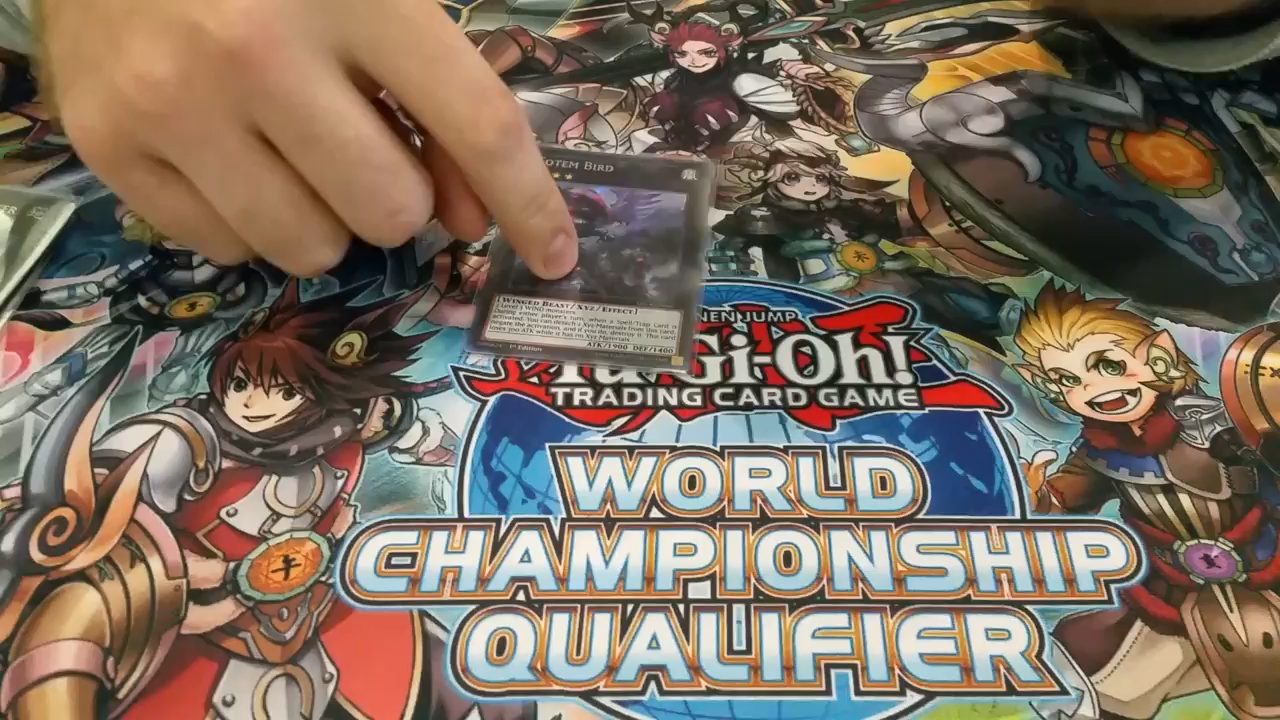 OTEM BIRD
[WINGED BEAST/XYZ/EFFECT]
2 Level 3 WIND monsters
During either player's turn, when a Spell/Trap Card is
activated: You can detach 2 Xyz Materials from this card;
negate the activation, and if you do, destroy it. This card
loses 300 ATK while it has no Xyz Materials.
ATK/1900 DEF/1400
1st Edition
NEN JUMP
Yu-Gi-Oh!
TRADING CARD GAME
WORLD
CHAMPIONSHIP
QUALIFIER